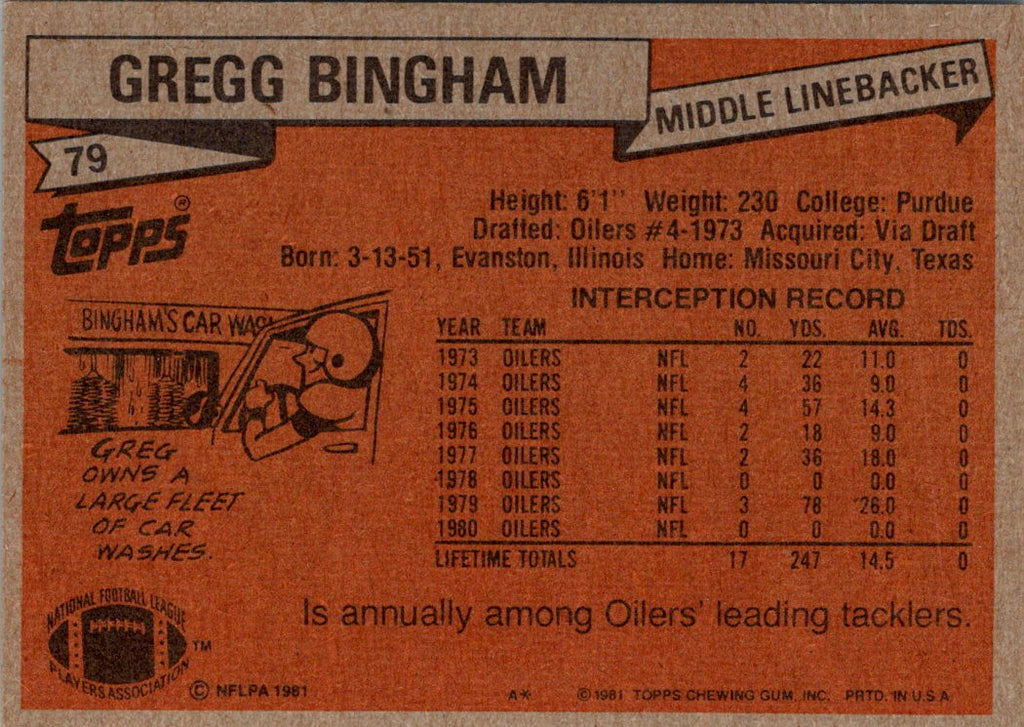 GREGG BINGHAM
MIDDLE LINEBACKER
79
TOPPS®
Height: 6'1" Weight: 230 College: Purdue
Drafted: Oilers #4-1973 Acquired: Via Draft
Born: 3-13-51, Evanston, Illinois Home: Missouri City, Texas
BINGHAM'S CAR WASH
GREG
OWNS A
LARGE FLEET
OF CAR
WASHES.
INTERCEPTION RECORD
YEAR TEAM NO. YDS. AVG. TDS.
1973 OILERS NFL 2 22 11.0 0
1974 OILERS NFL 4 36 9.0 0
1975 OILERS NFL 4 57 14.3 0
1976 OILERS NFL 2 18 9.0 0
1977 OILERS NFL 2 36 18.0 0
1978 OILERS NFL 0 0 0.0 0
1979 OILERS NFL 3 78 26.0 0
1980 OILERS NFL 0 0 0.0 0
LIFETIME TOTALS 17 247 14.5 0
Is annually among Oilers' leading tacklers.
NATIONAL FOOTBALL LEAGUE
PLAYERS ASSOCIATION
TM
© NFLPA 1981
A*
© 1981 TOPPS CHEWING GUM, INC. PRTD. IN U.S.A